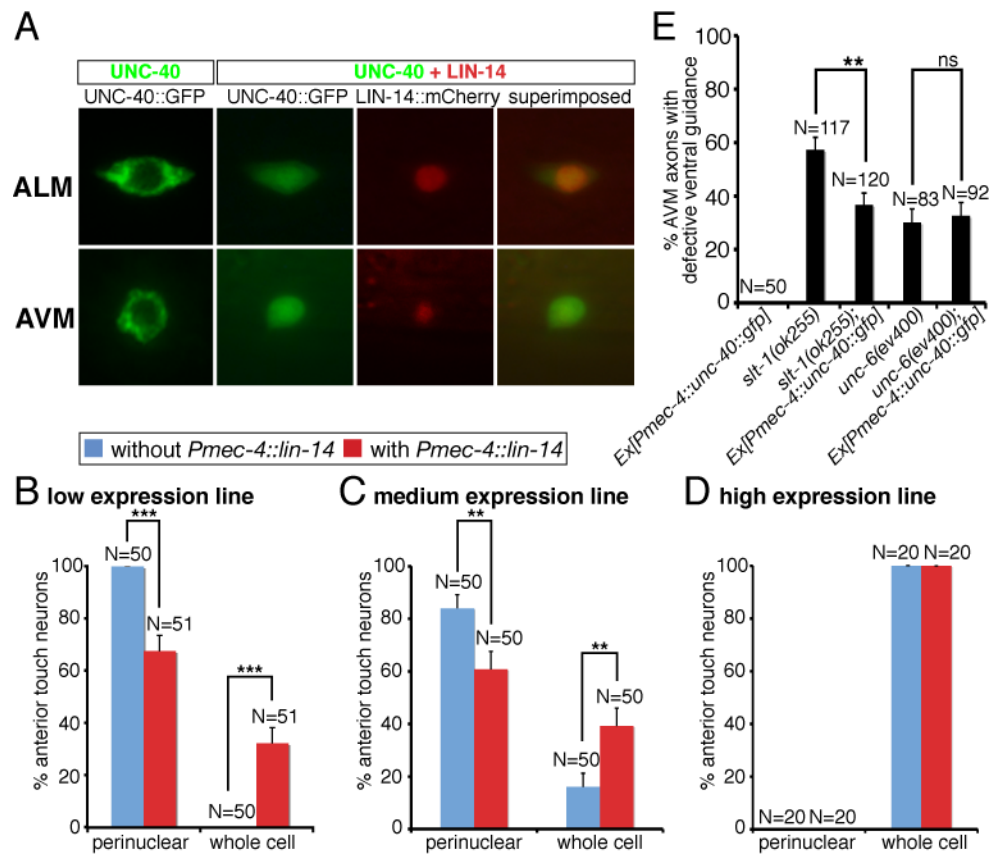 A
UNC-40
UNC-40 + LIN-14
UNC-40::GFP
UNC-40::GFP
LIN-14::mCherry
superimposed
ALM
AVM
E
% AVM axons with
defective ventral guidance
100
80
60
40
20
0
**
ns
N=50
N=117
N=120
N=83
N=92
Ex[Pmec-4::unc-40::gfp]
slt-1(ok255)
slt-1(ok255);
Ex[Pmec-4::unc-40::gfp]
unc-6(ev400)
unc-6(ev400);
Ex[Pmec-4::unc-40::gfp]
without Pmec-4::lin-14
with Pmec-4::lin-14
B low expression line
% anterior touch neurons
100
80
60
40
20
0
***
N=50
N=51
***
N=50
N=51
perinuclear
whole cell
C medium expression line
% anterior touch neurons
100
80
60
40
20
0
**
N=50
N=50
**
N=50
N=50
perinuclear
whole cell
D high expression line
% anterior touch neurons
100
80
60
40
20
0
N=20 N=20
N=20 N=20
perinuclear
whole cell